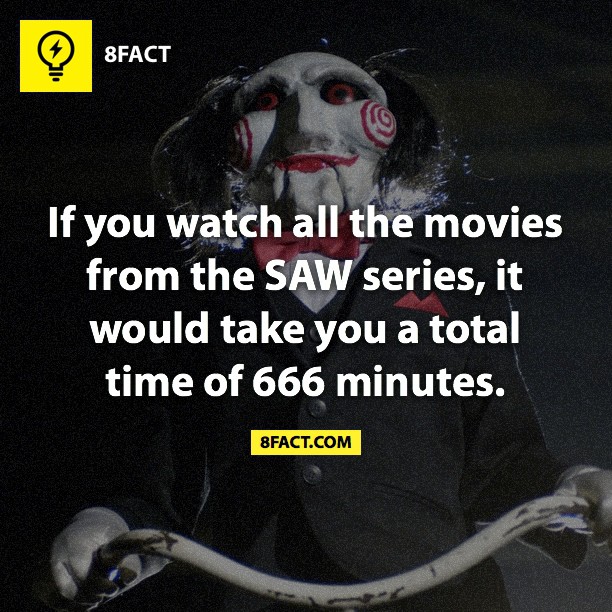 8FACT
If you watch all the movies
from the SAW series, it
would take you a total
time of 666 minutes.
8FACT.COM